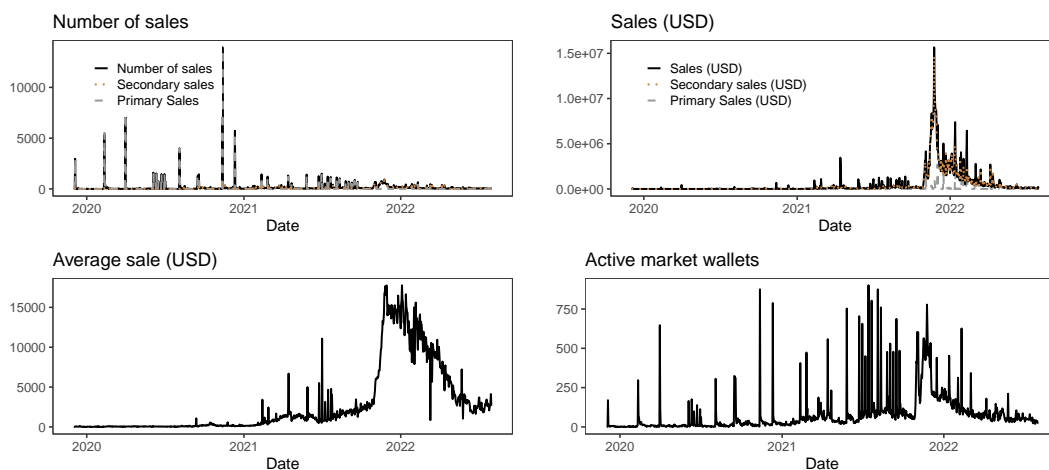 Number of sales
10000
5000
0
Number of sales
Secondary sales
Primary Sales
2020 2021 2022
Date
Sales (USD)
1.5e+07
1.0e+07
5.0e+06
0.0e+00
Sales (USD)
Secondary sales (USD)
Primary Sales (USD)
2020 2021 2022
Date
Average sale (USD)
15000
10000
5000
0
2020 2021 2022
Date
Active market wallets
750
500
250
0
2020 2021 2022
Date